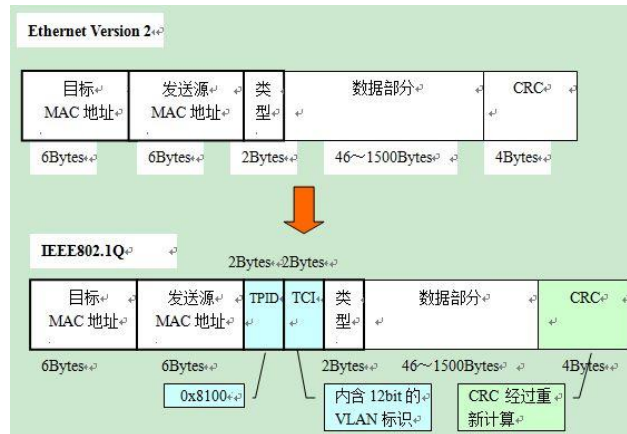 Ethernet Version 2
目标 发送源 类 数据部分 CRC
MAC 地址 MAC 地址 型
6Bytes 6Bytes 2Bytes 46～1500Bytes 4Bytes
IEEE802.1Q
2Bytes 2Bytes
目标 发送源 TPID TCI 类 数据部分 CRC
MAC 地址 MAC 地址 型
6Bytes 6Bytes 2Bytes 46～1500Bytes 4Bytes
0x8100 内含 12bit 的 CRC 经过重
VLAN 标识 新计算